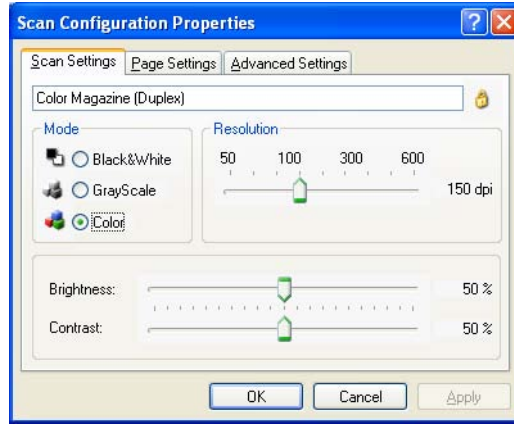 Scan Configuration Properties
Scan Settings Page Settings Advanced Settings
Color Magazine (Duplex)
Mode
Black&White
GrayScale
Color
Resolution
50 100 300 600
150 dpi
Brightness: 50 %
Contrast: 50 %
OK Cancel Apply